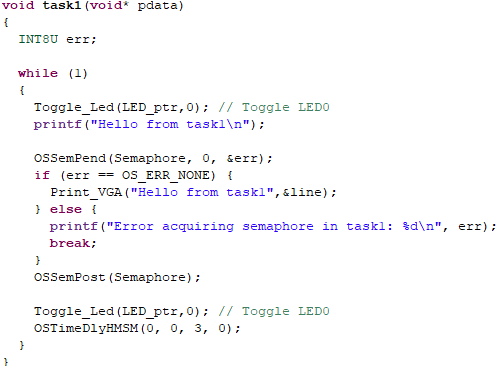 void task1(void* pdata)
{
  INT8U err;

  while (1)
  {
    Toggle_Led(LED_ptr,0); // Toggle LED0
    printf("Hello from task1\n");

    OSSemPend(Semaphore, 0, &err);
    if (err == OS_ERR_NONE) {
      Print_VGA("Hello from task1",&line);
    } else {
      printf("Error acquiring semaphore in task1: %d\n", err);
      break;
    }
    OSSemPost(Semaphore);

    Toggle_Led(LED_ptr,0); // Toggle LED0
    OSTimeDlyHMSM(0, 0, 3, 0);
  }
}